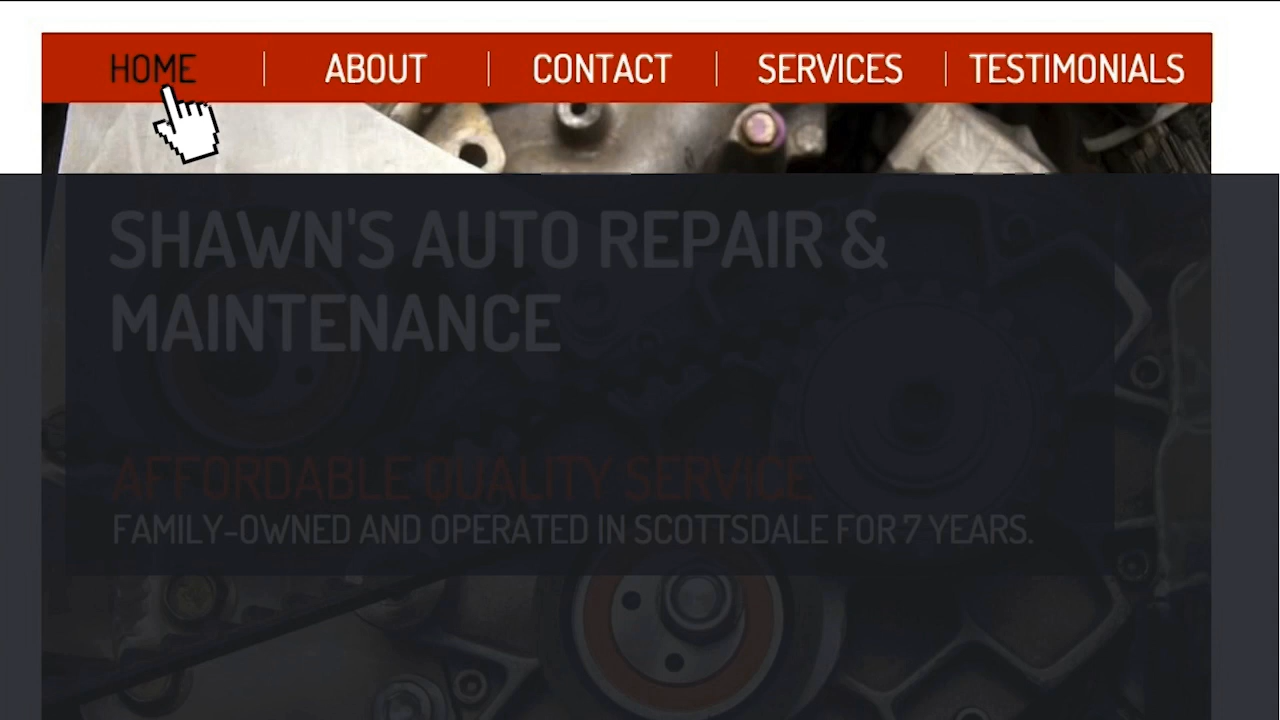 HOME ABOUT CONTACT SERVICES TESTIMONIALS
SHAWN'S AUTO REPAIR &
MAINTENANCE
AFFORDABLE QUALITY SERVICE
FAMILY-OWNED AND OPERATED IN SCOTTSDALE FOR 7 YEARS.